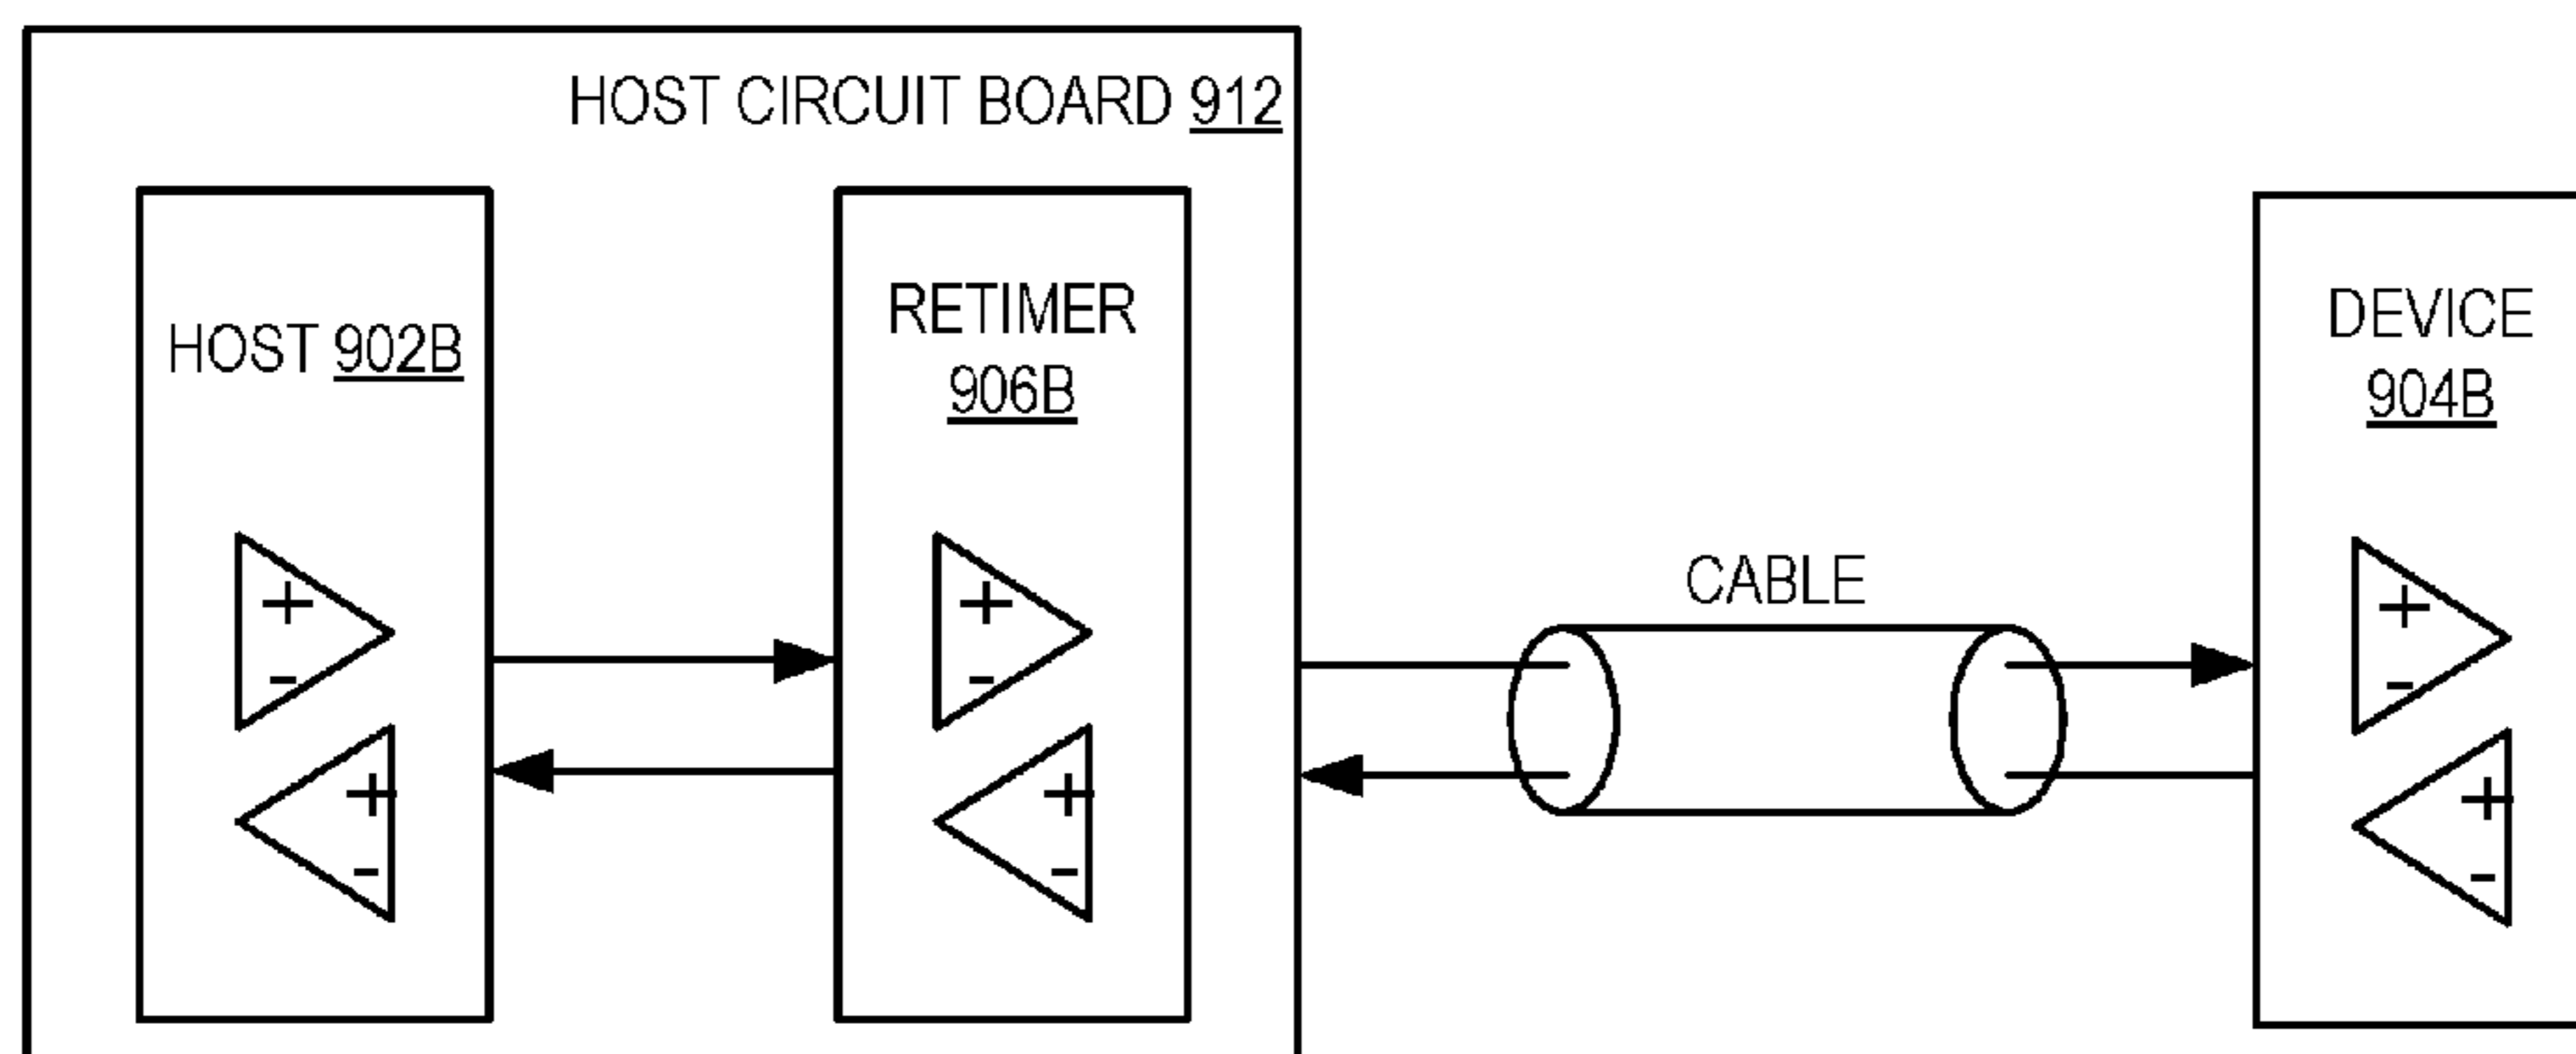 HOST CIRCUIT BOARD 912
HOST 902B
RETIMER
906B
CABLE
DEVICE
904B
+
-
+
-
+
-
+
-
+
-
+
-